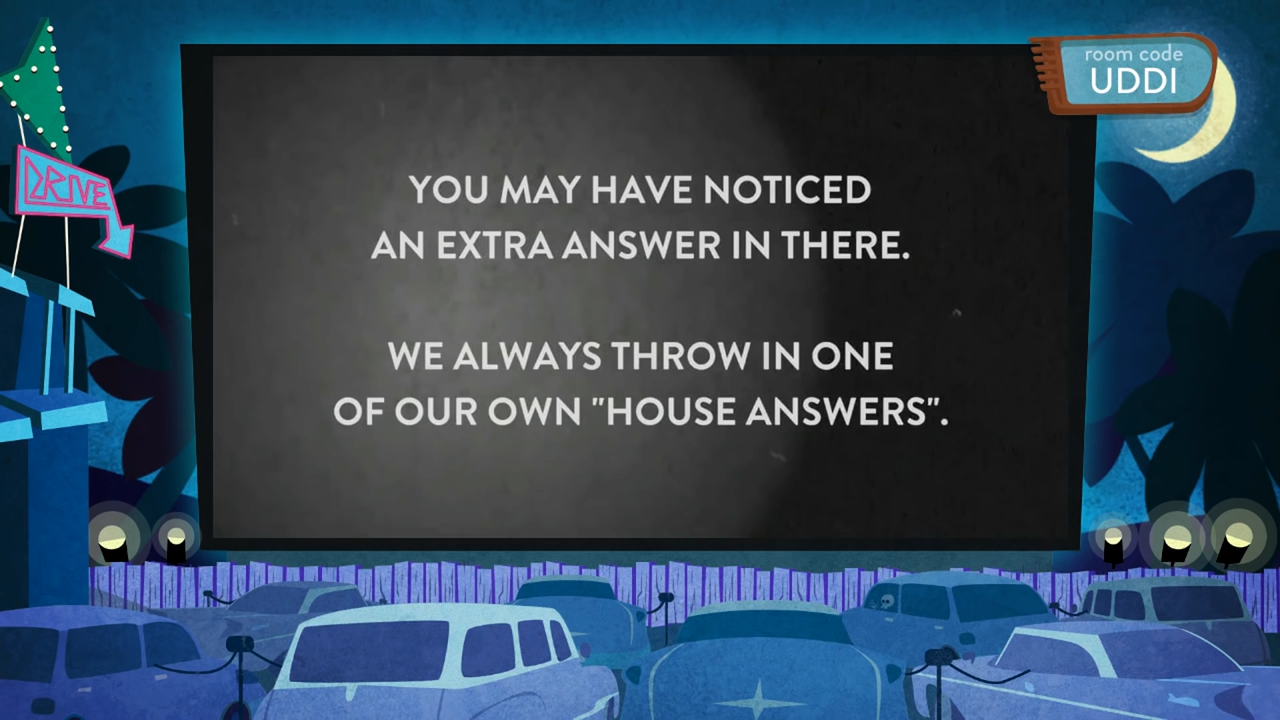 room code
UDDI
DRIVE
YOU MAY HAVE NOTICED
AN EXTRA ANSWER IN THERE.
WE ALWAYS THROW IN ONE
OF OUR OWN "HOUSE ANSWERS".